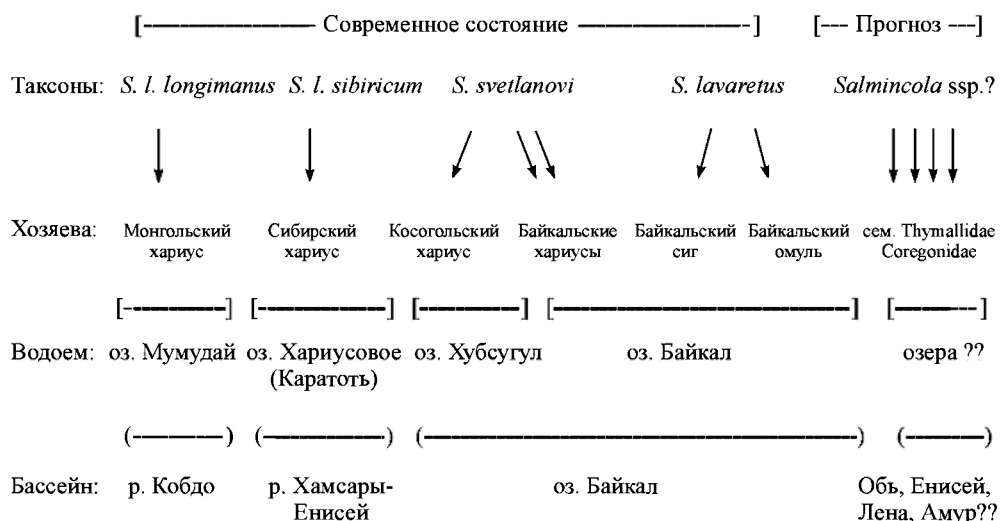 [--- Современное состояние ---] [--- Прогноз ---]
Таксоны: S. l. longimanus S. l. sibiricum S. svetlanovi S. lavaretus Salmincola ssp.?
Хозяева: Монгольский Сибирский Косогольский Байкальские Байкальский Байкальский сем. Thymallidae
хариус хариус хариус хариусы сиг омуль Coregonidae
Водоем: оз. Мумудай оз. Хариусовое оз. Хубсугул оз. Байкал озера ??
(Каратоть)
Бассейн: р. Кобдо р. Хамсары- оз. Байкал Обь, Енисей,
Енисей Лена, Амур??